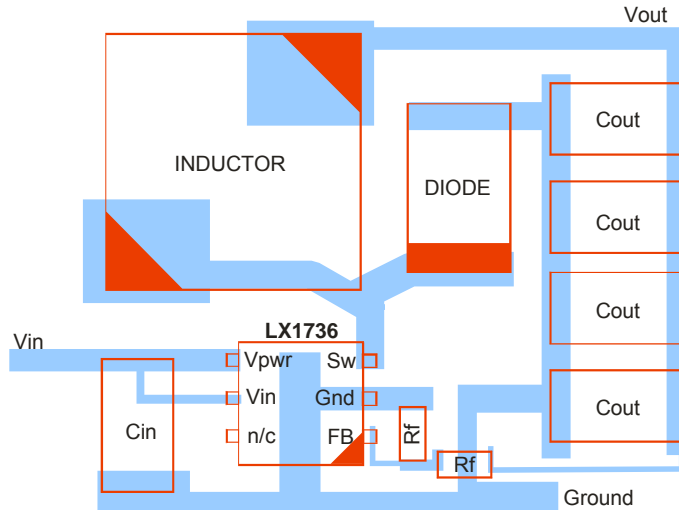 Vout
Cout
INDUCTOR
DIODE
Cout
Cout
LX1736
Vin
Vpwr
Sw
Vin
Gnd
Cout
Cin
n/c
FB
Rf
Rf
Ground